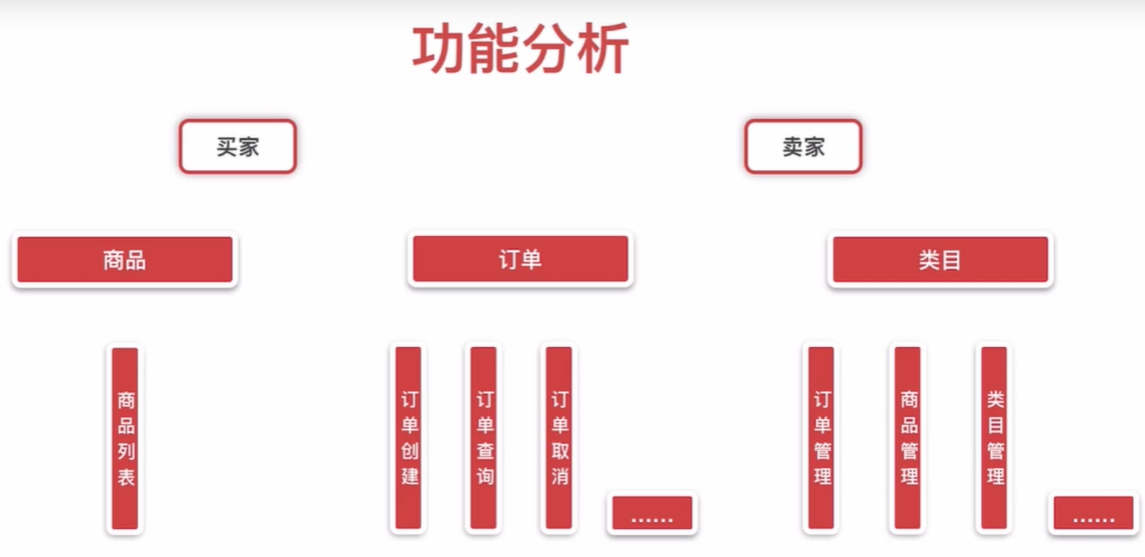 功能分析
买家
卖家
商品
订单
类目
商品列表
订单创建
订单查询
订单取消
......
订单管理
商品管理
类目管理
......